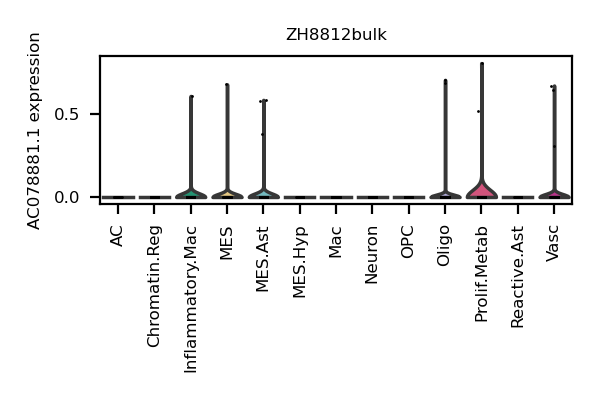 ZH8812bulk
AC078881.1 expression
0.5
0.0
AC
Chromatin.Reg
Inflammatory.Mac
MES
MES.Ast
MES.Hyp
Mac
Neuron
OPC
Oligo
Prolif.Metab
Reactive.Ast
Vasc